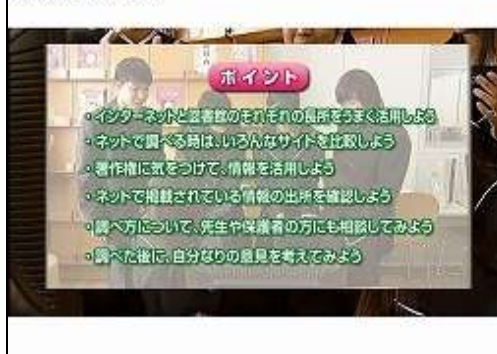 ポイント
・インターネットと図書館のそれぞれの長所をうまく活用しよう
・ネットで調べる時は、いろんなサイトを比較しよう
・著作権に気をつけて、情報を活用しよう
・ネットで掲載されている情報の出所を確認しよう
・調べ方について、先生や保護者の方にも相談してみよう
・調べた後に、自分なりの意見を考えてみよう